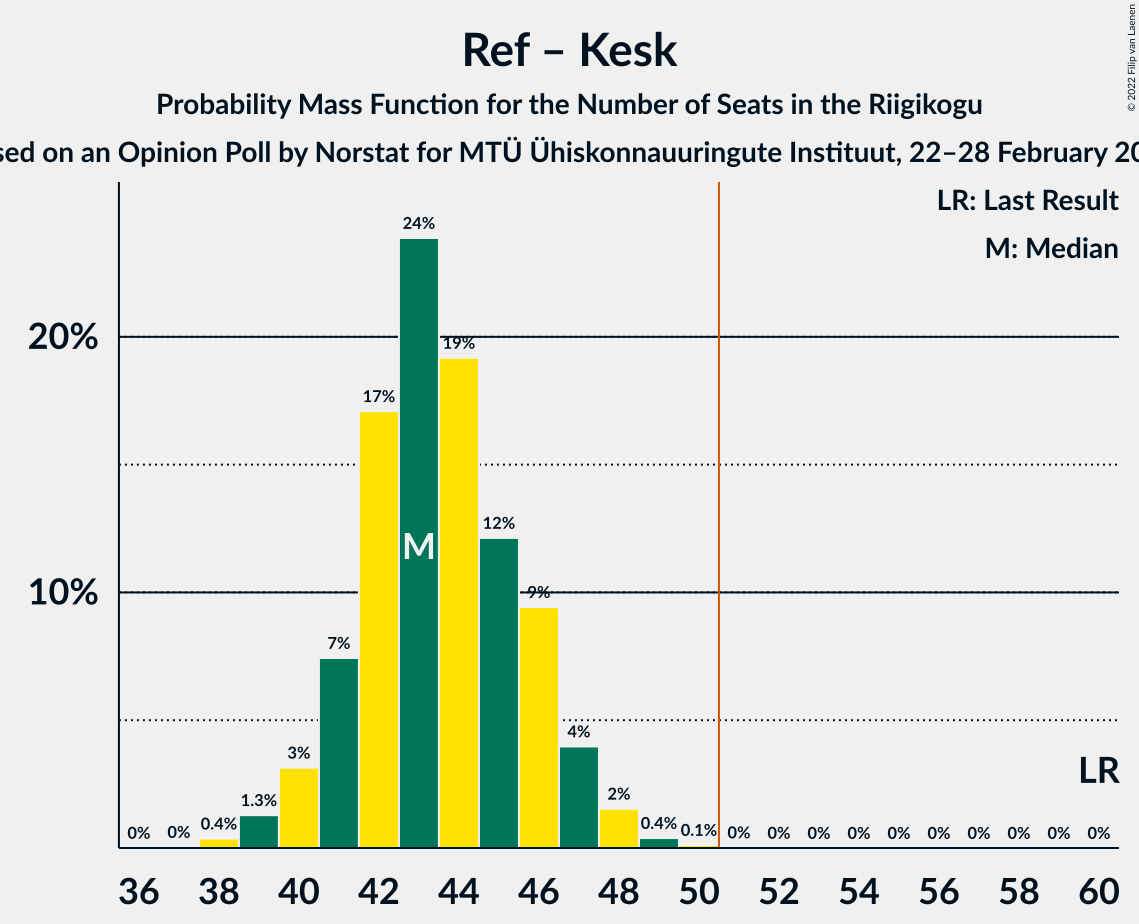 Ref – Kesk
Probability Mass Function for the Number of Seats in the Riigikogu
sed on an Opinion Poll by Norstat for MTÜ Ühiskonnauuringute Instituut, 22–28 February 20
© 2022 Filip van Laenen
LR: Last Result
M: Median
24%
20%
19%
17%
M
12%
10%
9%
7%
4%
3%
LR
2%
1.3%
0% 0% 0.4% 0.4% 0.1% 0% 0% 0% 0% 0% 0% 0% 0% 0% 0%
36 38 40 42 44 46 48 50 52 54 56 58 60